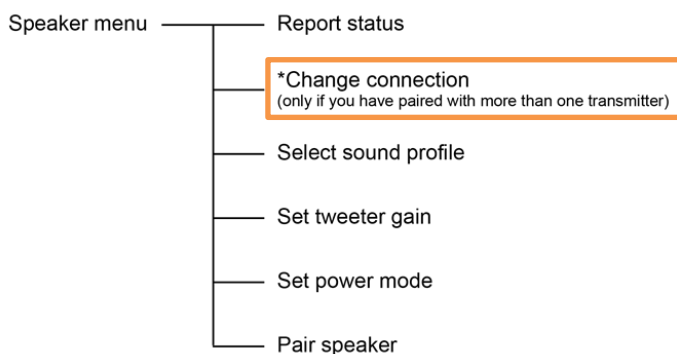 Speaker menu
Report status
*Change connection
(only if you have paired with more than one transmitter)
Select sound profile
Set tweeter gain
Set power mode
Pair speaker